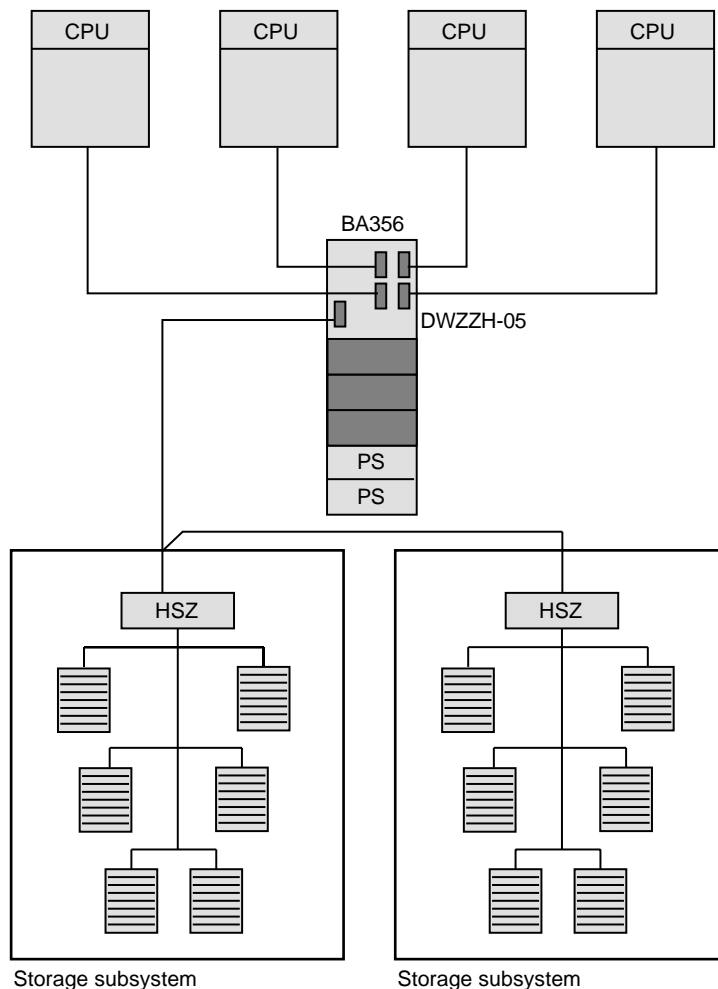 CPU
CPU
CPU
CPU
BA356
DWZZH-05
PS
PS
HSZ
HSZ
Storage subsystem
Storage subsystem